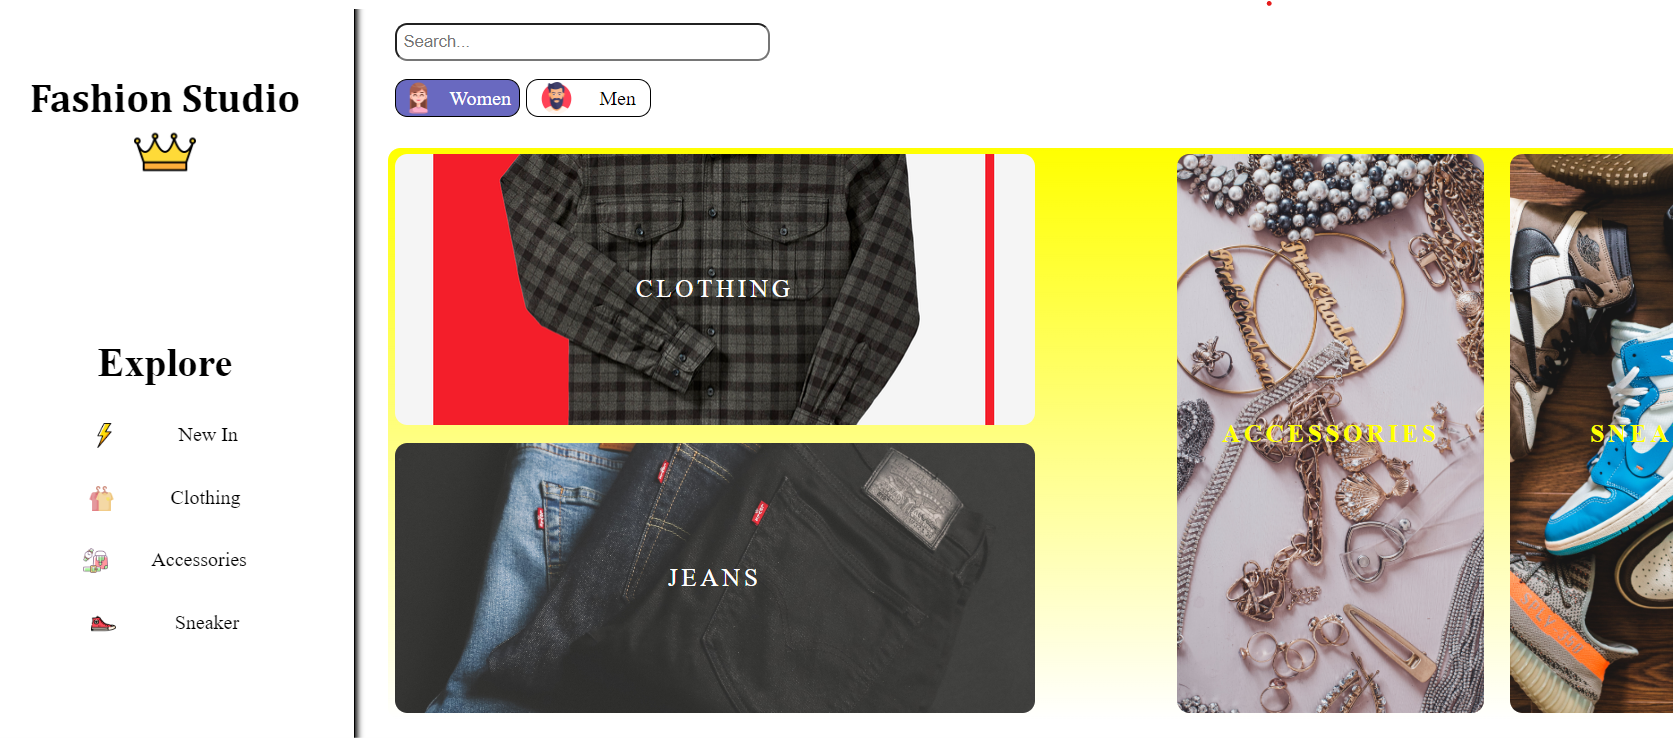 Fashion Studio
Explore
New In
Clothing
Accessories
Sneaker
Search...
Women
Men
CLOTHING
JEANS
ACCESSORIES
SNEA